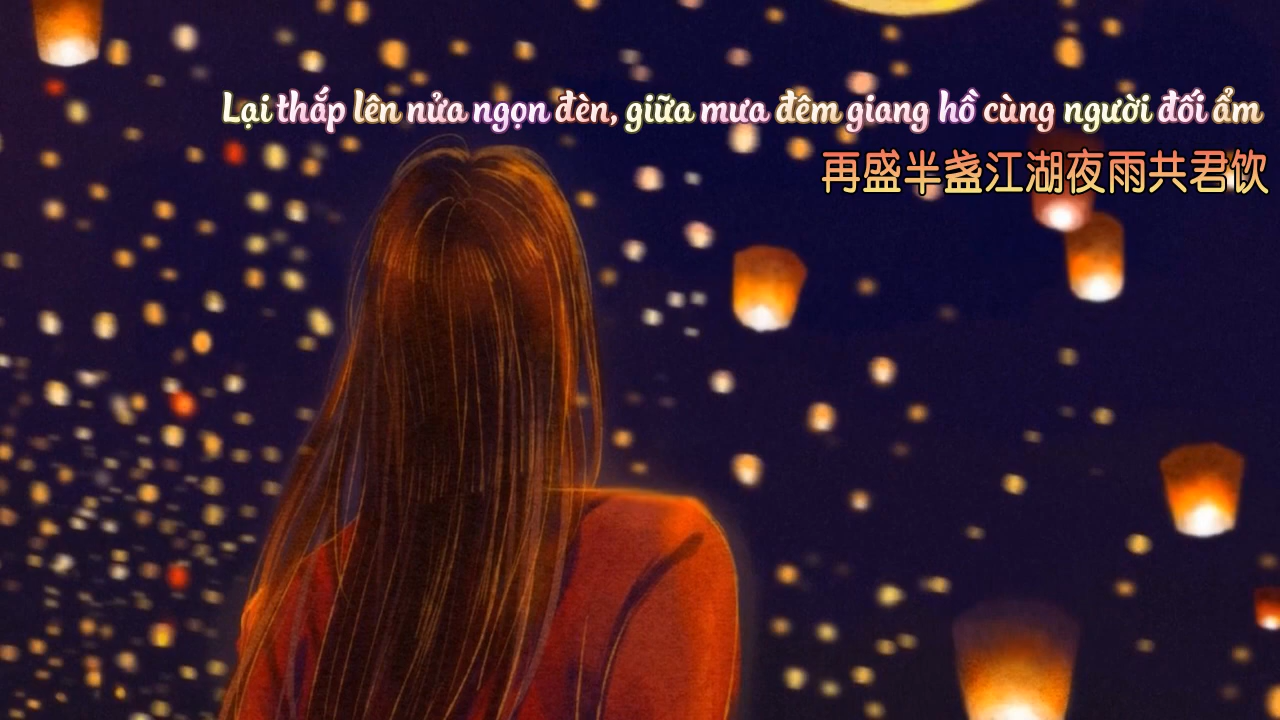 Lại thắp lên nửa ngọn đèn, giữa mưa đêm giang hồ cùng người đối ẩm
再盛半盏江湖夜雨共君饮